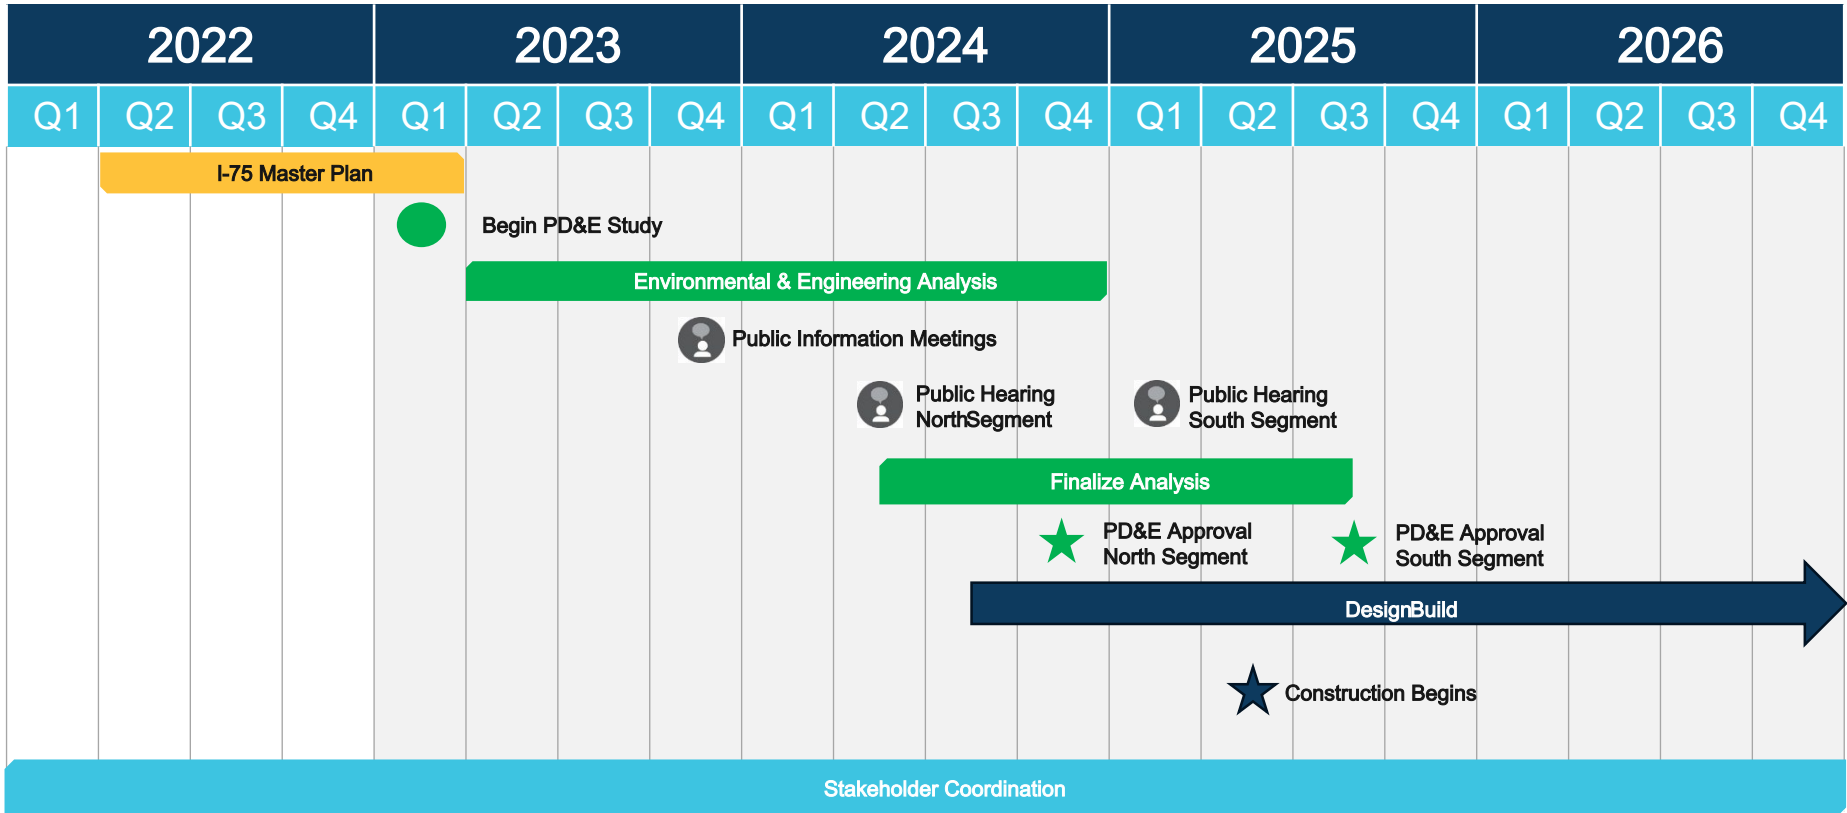 2022 2023 2024 2025 2026
Q1 Q2 Q3 Q4 Q1 Q2 Q3 Q4 Q1 Q2 Q3 Q4 Q1 Q2 Q3 Q4 Q1 Q2 Q3 Q4
I-75 Master Plan
Begin PD&E Study
Environmental & Engineering Analysis
Public Information Meetings
Public Hearing
NorthSegment
Public Hearing
South Segment
Finalize Analysis
PD&E Approval
North Segment
PD&E Approval
South Segment
DesignBuild
Construction Begins
Stakeholder Coordination